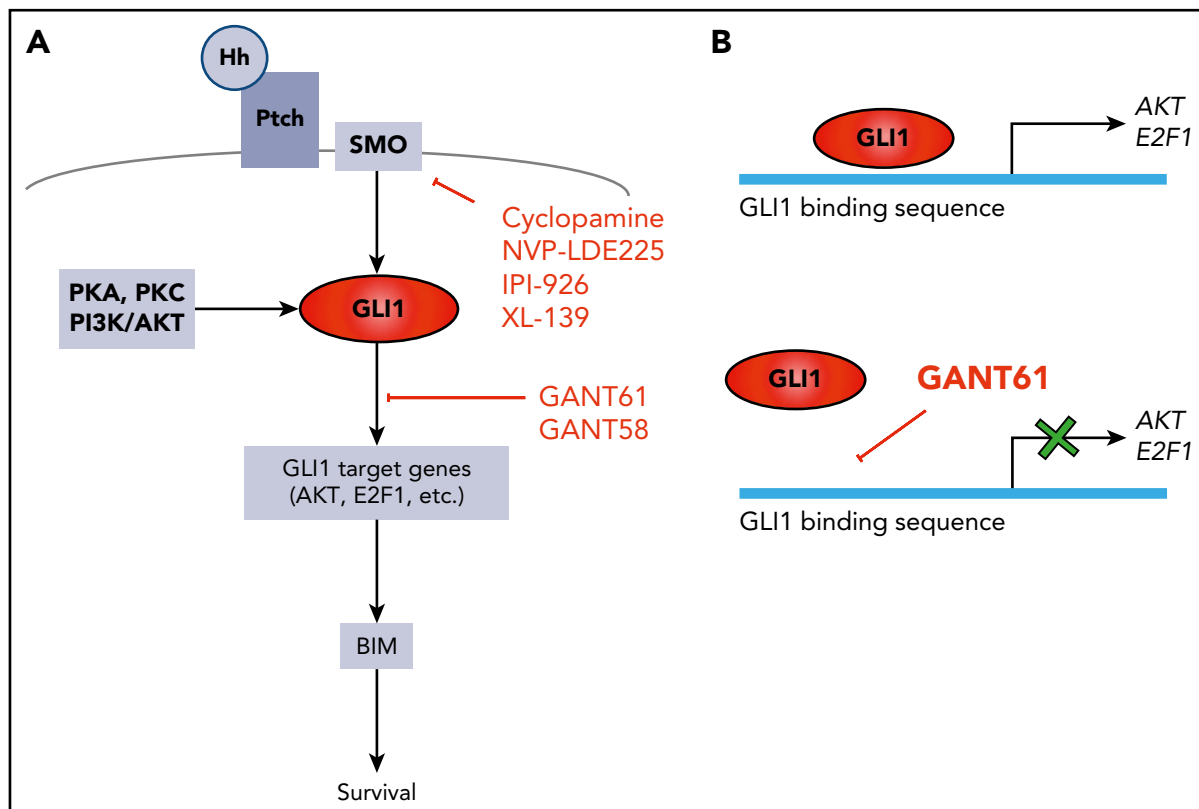 A
Hh
Ptch
SMO
Cyclopamine
NVP-LDE225
IPI-926
XL-139
PKA, PKC
PI3K/AKT
GLI1
GANT61
GANT58
GLI1 target genes
(AKT, E2F1, etc.)
BIM
Survival
B
GLI1
AKT
E2F1
GLI1 binding sequence
GLI1
GANT61
AKT
E2F1
GLI1 binding sequence